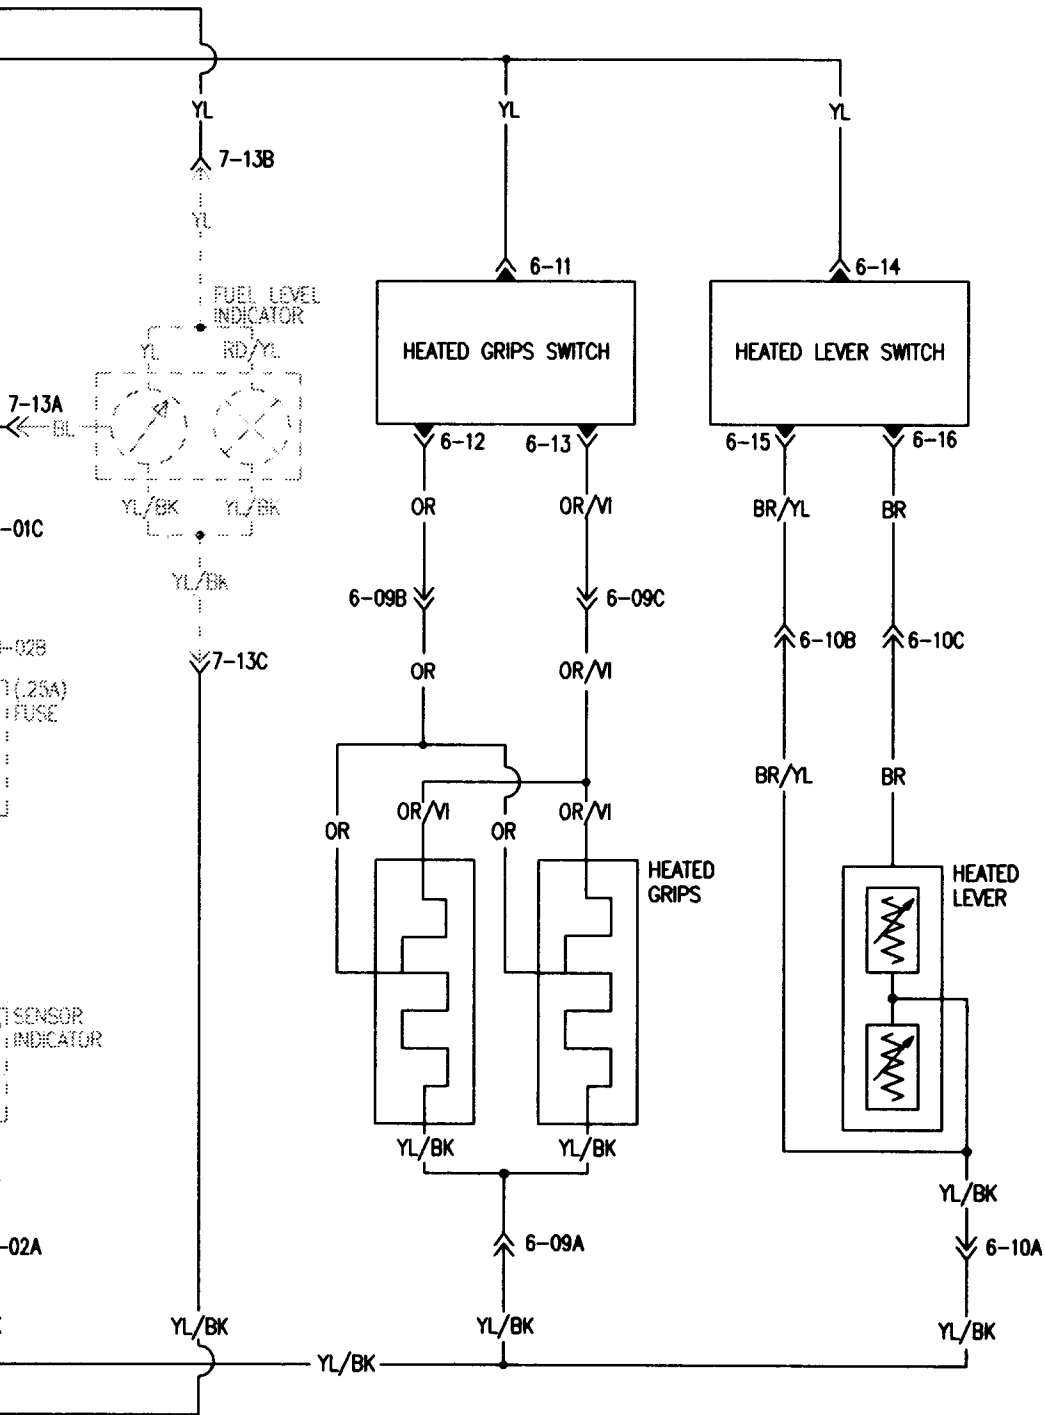 YL
YL
YL
7-13B
YL
6-11
6-14
FUEL LEVEL
INDICATOR
YL
RD/YL
HEATED GRIPS SWITCH
HEATED LEVER SWITCH
7-13A
BL
6-12
6-13
6-15
6-16
YL/BK
YL/BK
OR
OR/VI
BR/YL
BR
-01C
YL/BK
6-09B
6-09C
6-10B
6-10C
-02B
7-13C
OR
OR/VI
(.25A)
FUSE
BR/YL
BR
OR
OR/VI
OR
OR/VI
HEATED
GRIPS
HEATED
LEVER
SENSOR
INDICATOR
YL/BK
YL/BK
YL/BK
-02A
6-09A
6-10A
YL/BK
YL/BK
YL/BK
YL/BK